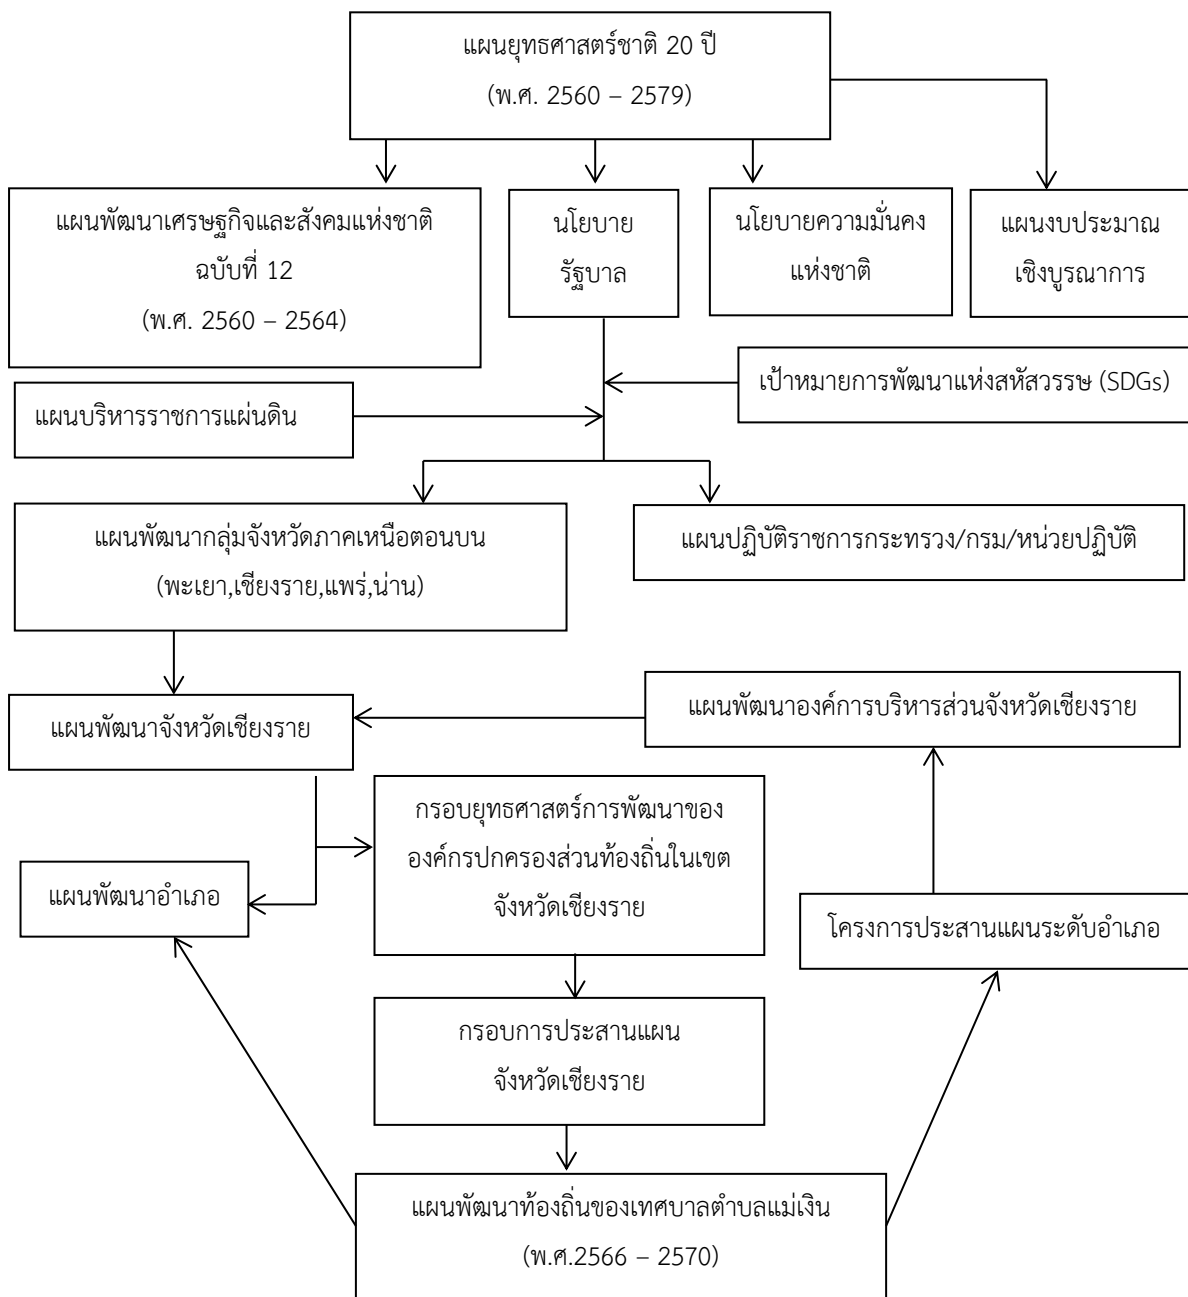 แผนยุทธศาสตร์ชาติ 20 ปี
(พ.ศ. 2560 – 2579)
แผนพัฒนาเศรษฐกิจและสังคมแห่งชาติ
ฉบับที่ 12
(พ.ศ. 2560 – 2564)
นโยบาย
รัฐบาล
นโยบายความมั่นคง
แห่งชาติ
แผนงบประมาณ
เชิงบูรณาการ
เป้าหมายการพัฒนาแห่งสหัสวรรษ (SDGs)
แผนบริหารราชการแผ่นดิน
แผนพัฒนากลุ่มจังหวัดภาคเหนือตอนบน
(พะเยา,เชียงราย,แพร่,น่าน)
แผนปฏิบัติราชการกระทรวง/กรม/หน่วยปฏิบัติ
แผนพัฒนาจังหวัดเชียงราย
แผนพัฒนาองค์การบริหารส่วนจังหวัดเชียงราย
กรอบยุทธศาสตร์การพัฒนาของ
องค์กรปกครองส่วนท้องถิ่นในเขต
จังหวัดเชียงราย
แผนพัฒนาอำเภอ
โครงการประสานแผนระดับอำเภอ
กรอบการประสานแผน
จังหวัดเชียงราย
แผนพัฒนาท้องถิ่นของเทศบาลตำบลแม่เงิน
(พ.ศ.2566 – 2570)